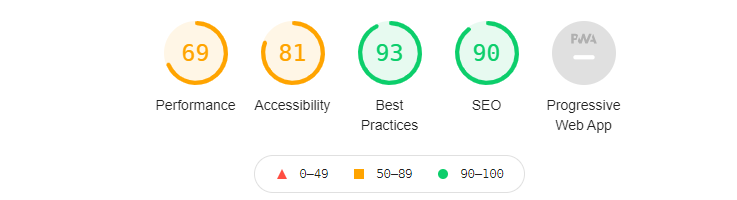 69 81 93 90 PWA
Performance Accessibility Best SEO Progressive
Practices Web App
0–49 50–89 90–100